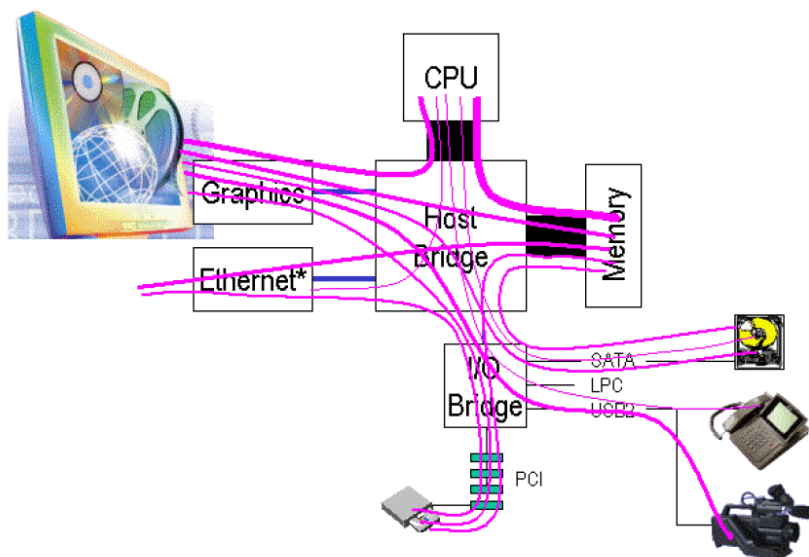 CPU
Graphics
Host
Bridge
Memory
Ethernet*
I/O
Bridge
SATA
LPC
USB2
PCI